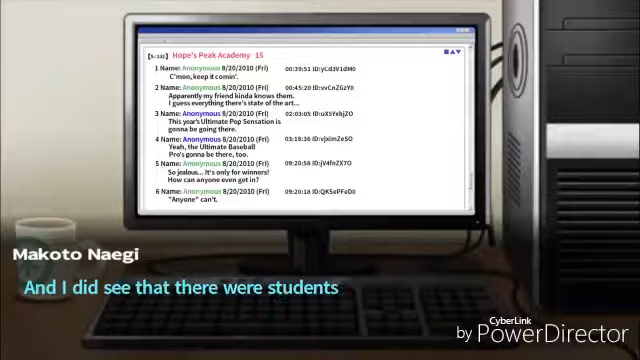 【5:142】 Hope's Peak Academy 15
1 Name: Anonymous 8/20/2010 (Fri) 00:39:51 ID:yCd3V1dM0
C'mon, keep it comin'.
2 Name: Anonymous 8/20/2010 (Fri) 00:45:20 ID:vvCnZGzY0
Apparently my friend kinda knows them.
I guess everything there's state of the art...
3 Name: Anonymous 8/20/2010 (Fri) 02:03:05 ID:uX5YxbjZO
This year's Ultimate Pop Sensation is
gonna be going there.
4 Name: Anonymous 8/20/2010 (Fri) 03:18:36 ID:vjximZeSO
Yeah, the Ultimate Baseball
Pro's gonna be there, too.
5 Name: Anonymous 8/20/2010 (Fri) 09:20:58 ID:jV4fnZXTO
So jealous... It's only for winners!
How can anyone even get in?
6 Name: Anonymous 8/20/2010 (Fri) 09:20:18 ID:QKSePFeD0
"Anyone" can't.
Makoto Naegi
And I did see that there were students
CyberLink
by PowerDirector